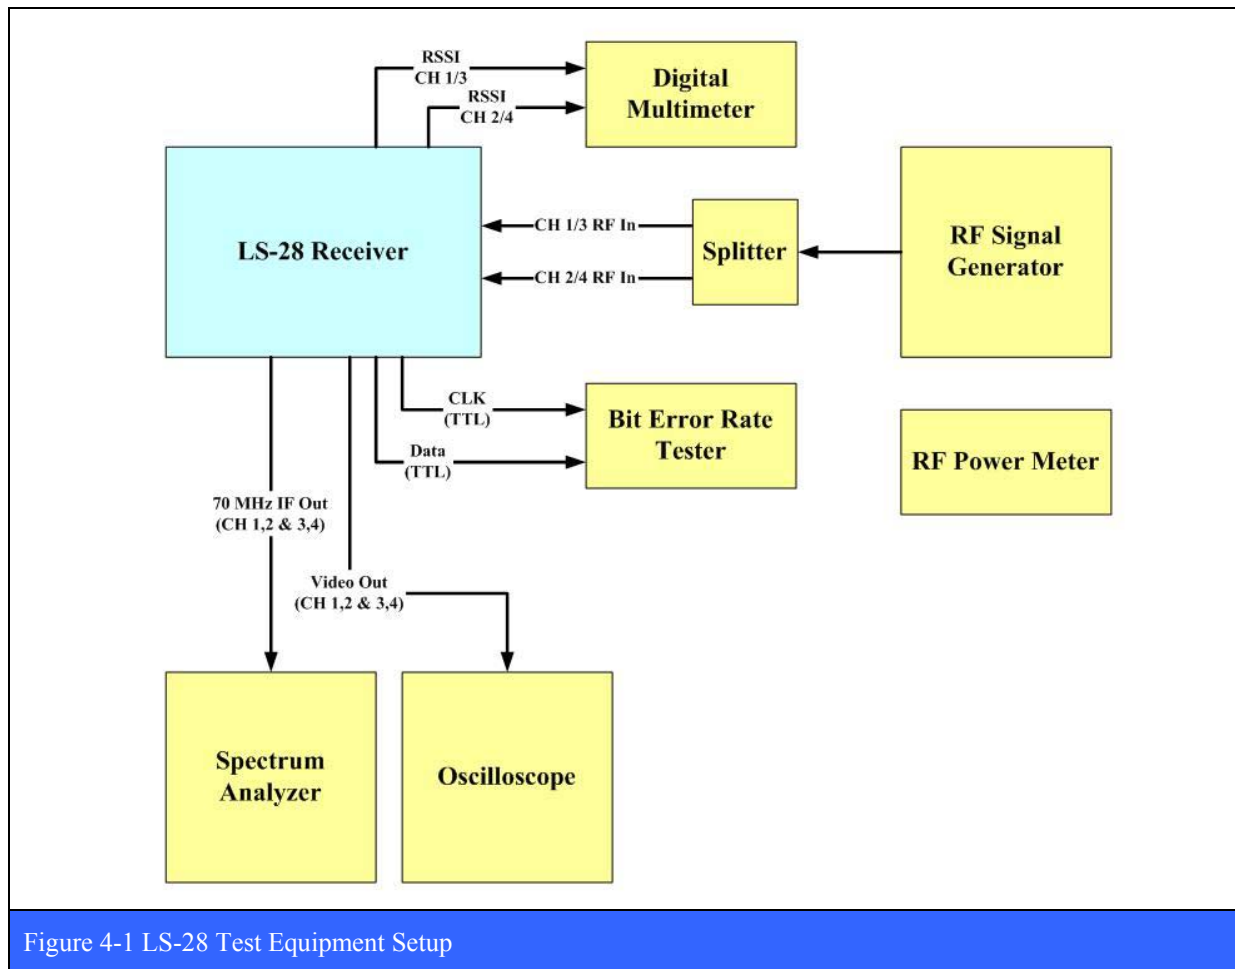 RSSI
CH 1/3
RSSI
CH 2/4
Digital
Multimeter
LS-28 Receiver
CH 1/3 RF In
CH 2/4 RF In
Splitter
RF Signal
Generator
CLK
(TTL)
Data
(TTL)
Bit Error Rate
Tester
RF Power Meter
70 MHz IF Out
(CH 1,2 & 3,4)
Video Out
(CH 1,2 & 3,4)
Spectrum
Analyzer
Oscilloscope
Figure 4-1 LS-28 Test Equipment Setup